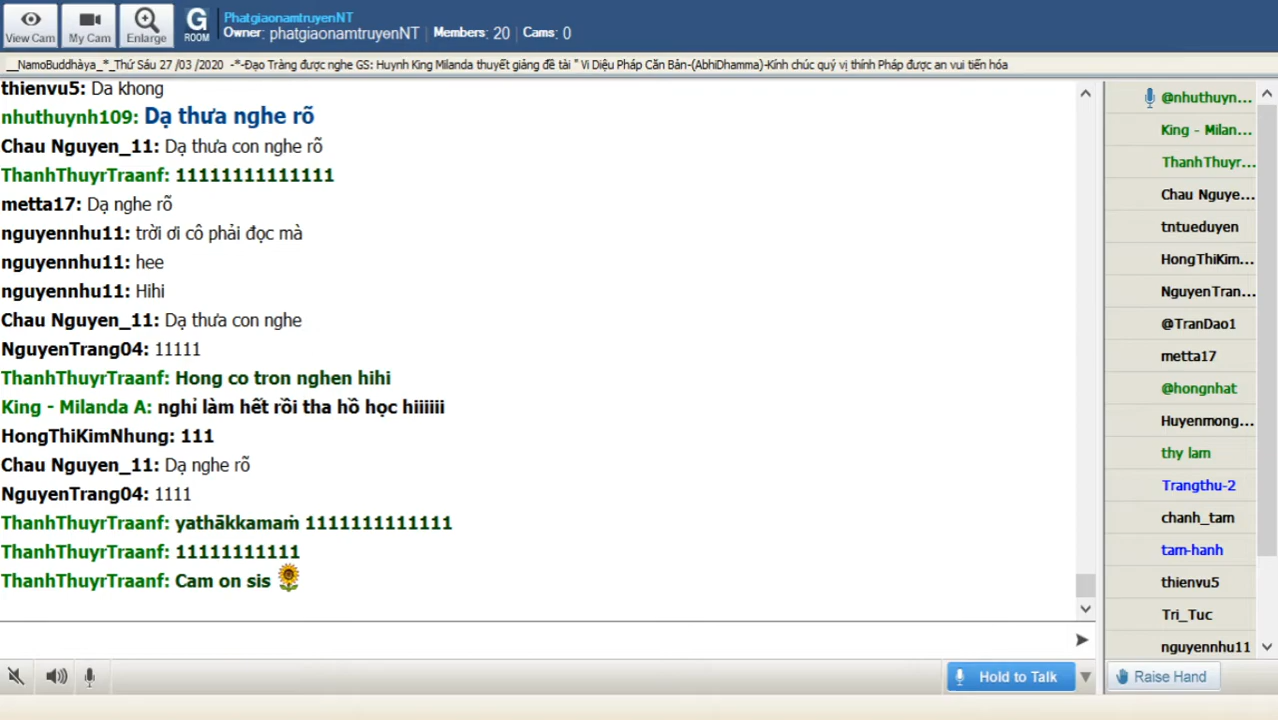 View Cam
My Cam
Enlarge
G ROOM
PhatgiaonamtruyenNT
Owner: phatgiaonamtruyenNT | Members: 20 | Cams: 0
__NamoBuddhàya_*_Thứ Sáu 27 /03 /2020 -*-Đạo Tràng được nghe GS: Huynh King Milanda thuyết giảng đề tài " Vi Diệu Pháp Căn Bản-(AbhiDhamma)-Kính chúc quý vị thính Pháp được an vui tiến hóa
thienvu5: Da khong
nhuthuynh109: Dạ thưa nghe rõ
Chau Nguyen_11: Dạ thưa con nghe rõ
ThanhThuyrTraanf: 11111111111111
metta17: Dạ nghe rõ
nguyennhu11: trời ơi cô phải đọc mà
nguyennhu11: hee
nguyennhu11: Hihi
Chau Nguyen_11: Dạ thưa con nghe
NguyenTrang04: 11111
ThanhThuyrTraanf: Hong co tron nghen hihi
King - Milanda A: nghỉ làm hết rồi tha hồ học hiiiiii
HongThiKimNhung: 111
Chau Nguyen_11: Dạ nghe rõ
NguyenTrang04: 1111
ThanhThuyrTraanf: yathākkamaṁ 1111111111111
ThanhThuyrTraanf: 11111111111
ThanhThuyrTraanf: Cam on sis
@nhuthuyn...
King - Milan...
ThanhThuyr...
Chau Nguye...
tntueduyen
HongThiKim...
NguyenTran...
@TranDao1
metta17
@hongnhat
Huyenmong...
thy lam
Trangthu-2
chanh_tam
tam-hanh
thienvu5
Tri_Tuc
nguyennhu11
Hold to Talk
Raise Hand